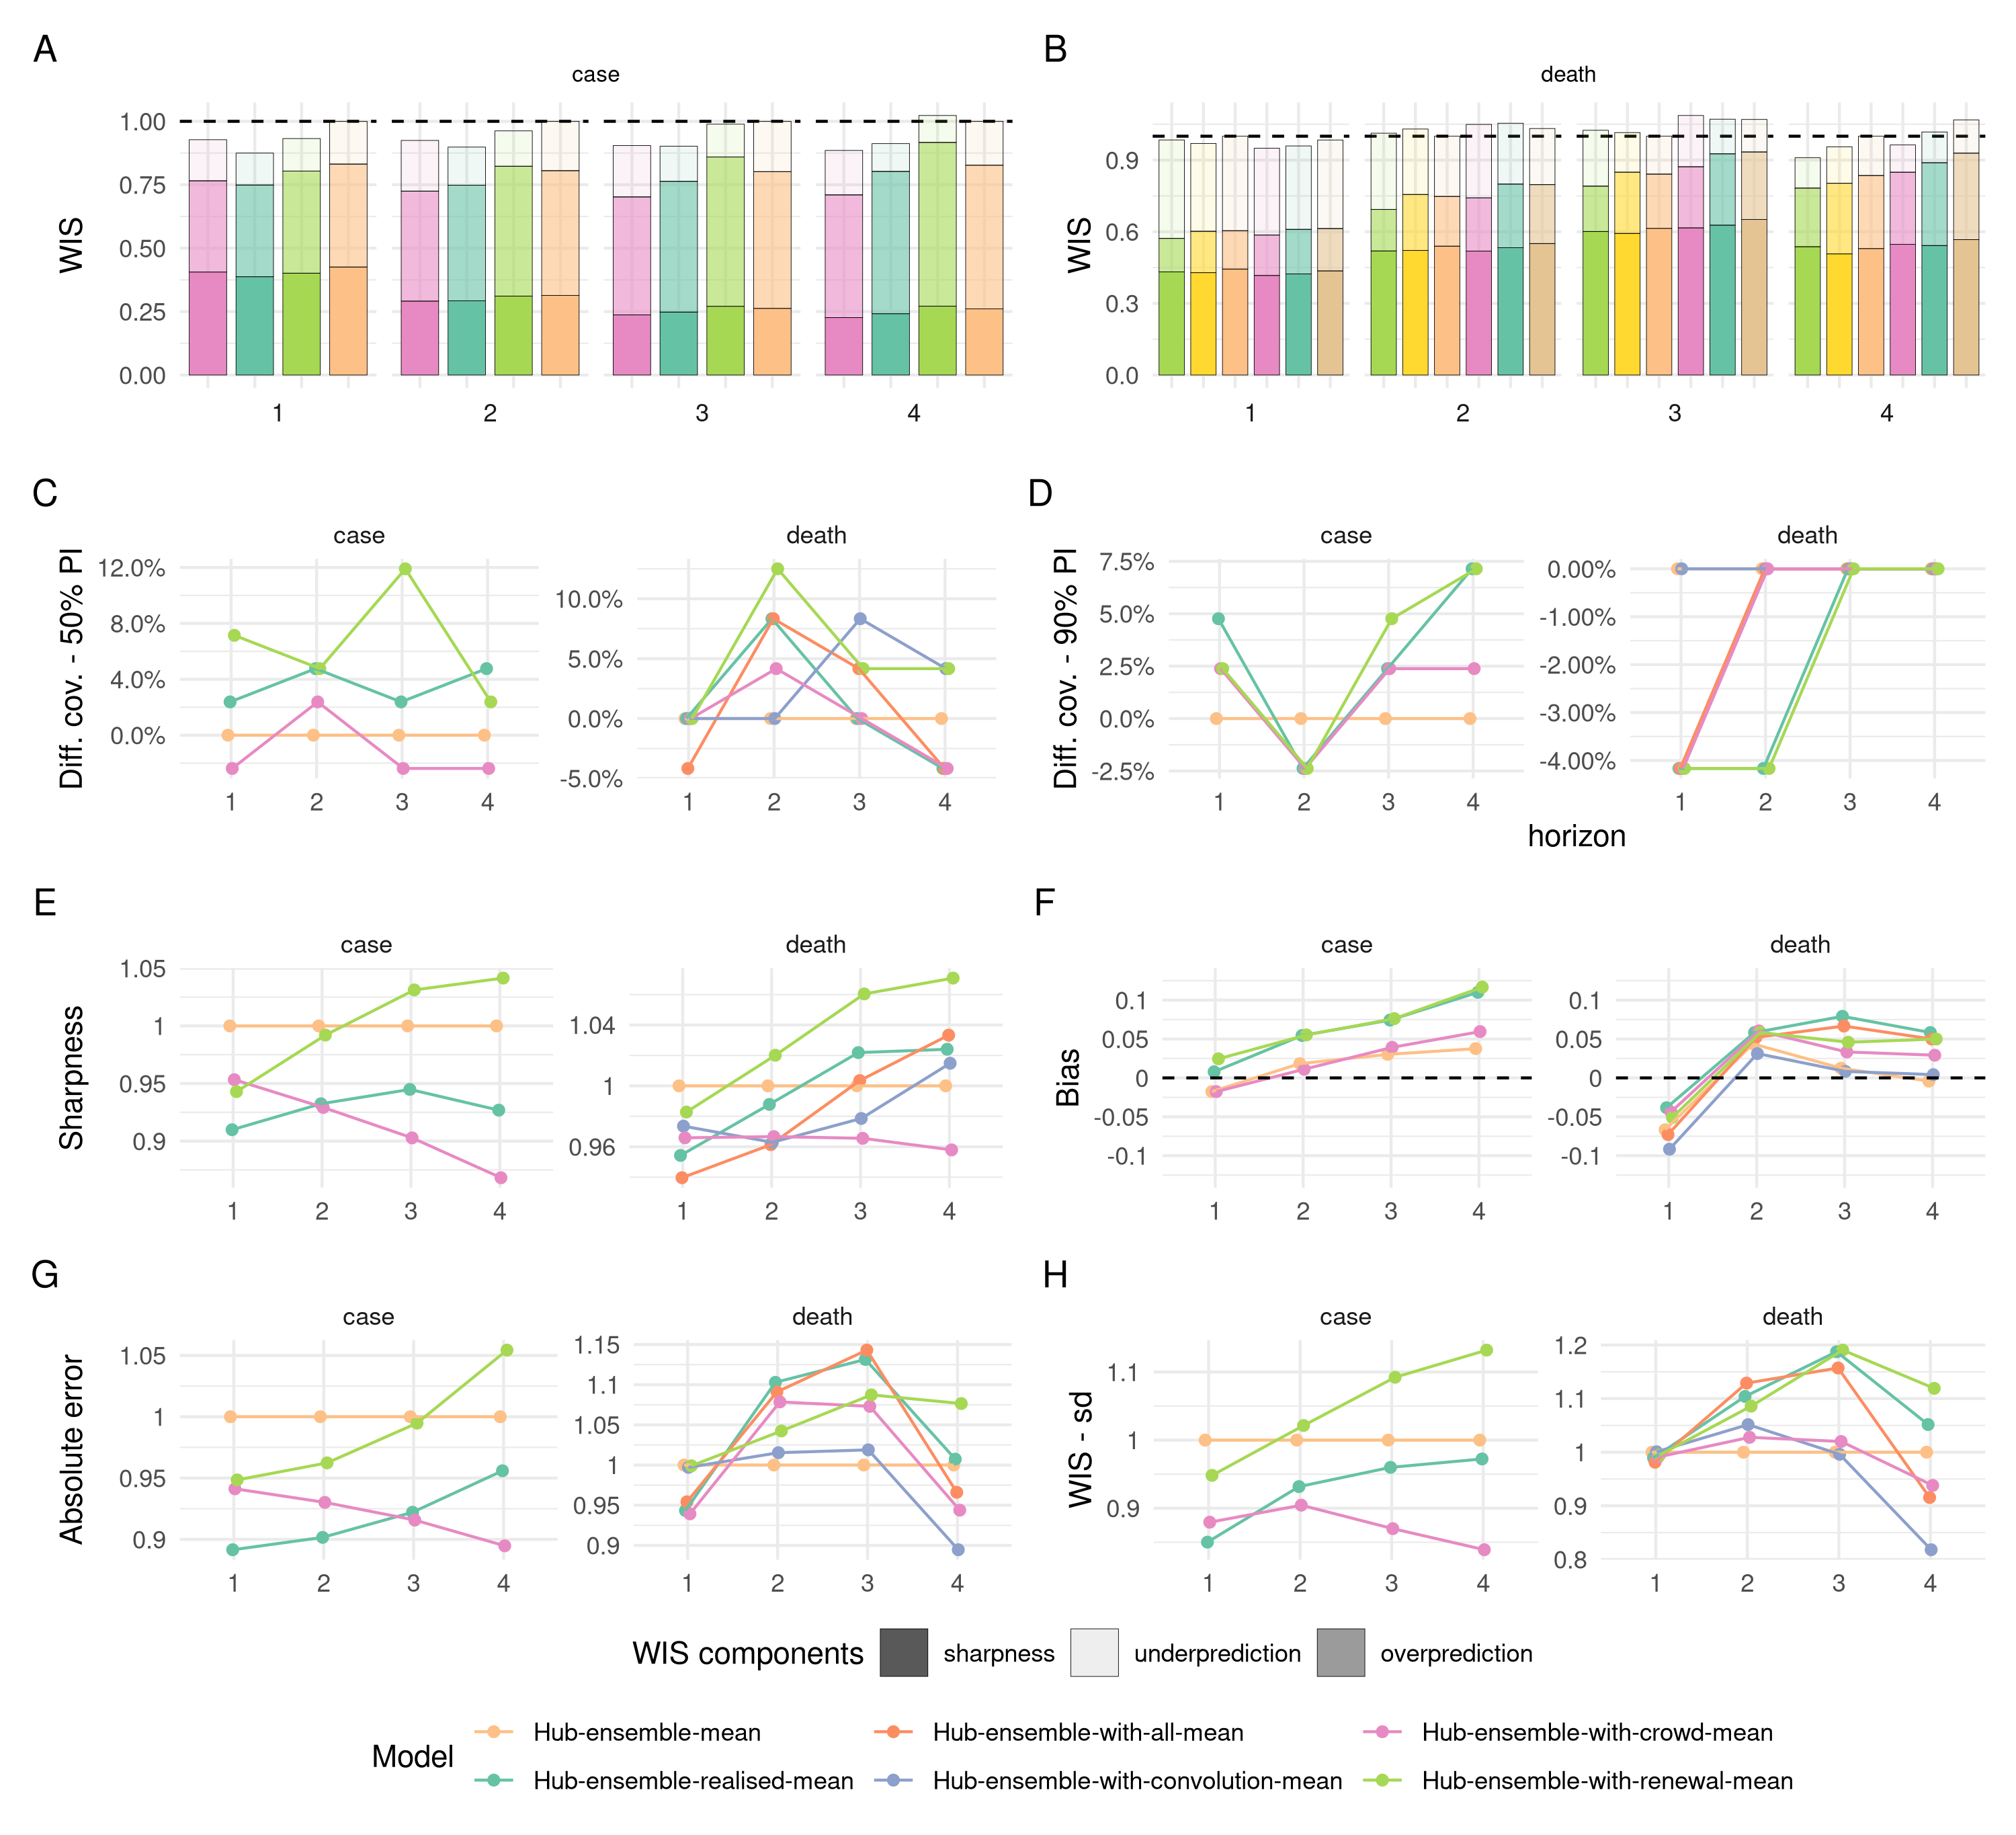 A
B
case
death
WIS
1.00
0.75
0.50
0.25
0.00
1
2
3
4
WIS
0.9
0.6
0.3
0.0
1
2
3
4
C
D
case
death
Diff. cov. - 50% PI
12.0%
8.0%
4.0%
0.0%
1
2
3
4
10.0%
5.0%
0.0%
-5.0%
1
2
3
4
case
death
Diff. cov. - 90% PI
7.5%
5.0%
2.5%
0.0%
-2.5%
1
2
3
4
0.00%
-1.00%
-2.00%
-3.00%
-4.00%
1
2
3
4
horizon
E
F
case
death
Sharpness
1.05
1
0.95
0.9
1
2
3
4
1.04
1
0.96
1
2
3
4
case
death
Bias
0.1
0.05
0
-0.05
-0.1
1
2
3
4
0.1
0.05
0
-0.05
-0.1
1
2
3
4
G
H
case
death
Absolute error
1.05
1
0.95
0.9
1
2
3
4
1.15
1.1
1.05
1
0.95
0.9
1
2
3
4
case
death
WIS - sd
1.1
1
0.9
1
2
3
4
1.2
1.1
1
0.9
0.8
1
2
3
4
WIS components
sharpness
underprediction
overprediction
Model
Hub-ensemble-mean
Hub-ensemble-with-all-mean
Hub-ensemble-with-crowd-mean
Hub-ensemble-realised-mean
Hub-ensemble-with-convolution-mean
Hub-ensemble-with-renewal-mean